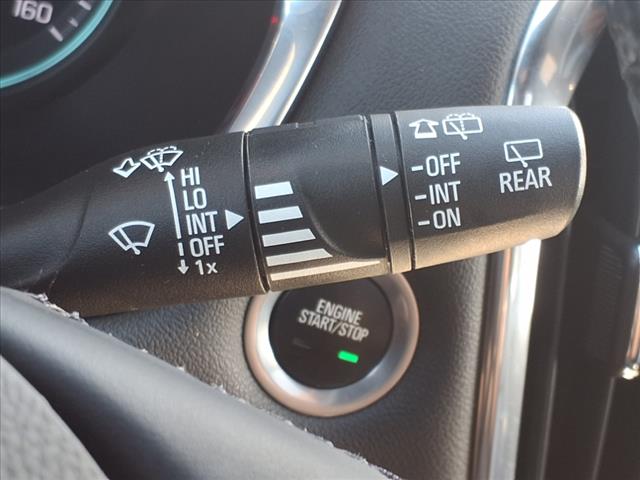 160
HI
LO
INT
OFF
1x
-OFF
-INT
-ON
REAR
ENGINE
START/STOP